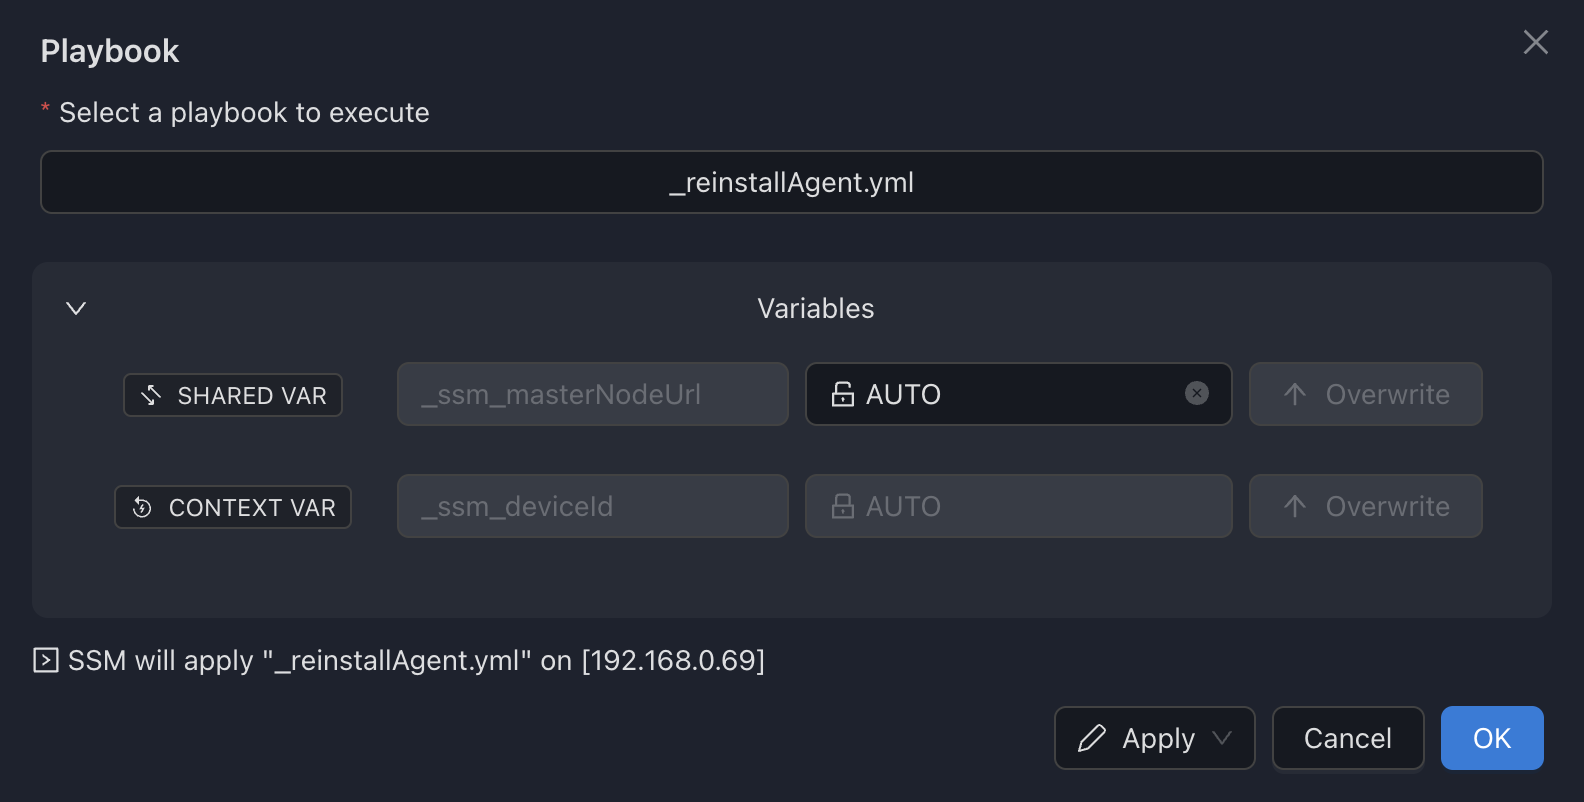 Playbook
* Select a playbook to execute
_reinstallAgent.yml
Variables
SHARED VAR _ssm_masterNodeUrl AUTO Overwrite
CONTEXT VAR _ssm_deviceId AUTO Overwrite
SSM will apply "_reinstallAgent.yml" on [192.168.0.69]
Apply Cancel OK